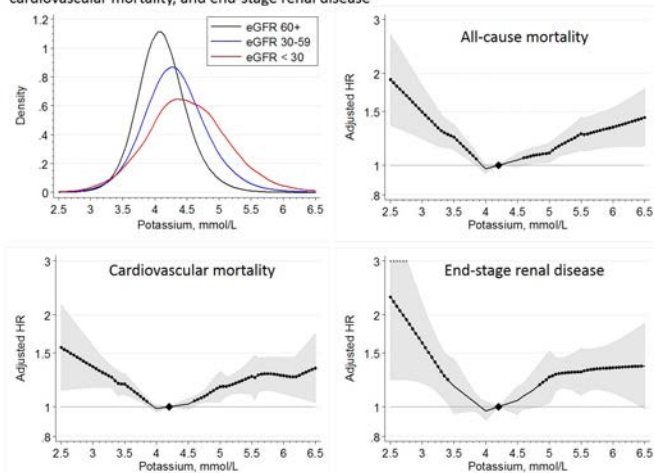 cardiovascular mortality, and end-stage renal disease
1.2
1
.8
.6
.4
.2
0
Density
eGFR 60+
eGFR 30-59
eGFR < 30
2.5 3 3.5 4 4.5 5 5.5 6 6.5
Potassium, mmol/L
All-cause mortality
3
2
1.5
1
.8
Adjusted HR
2.5 3 3.5 4 4.5 5 5.5 6 6.5
Potassium, mmol/L
Cardiovascular mortality
3
2
1.5
1
.8
Adjusted HR
2.5 3 3.5 4 4.5 5 5.5 6 6.5
Potassium, mmol/L
End-stage renal disease
3
2
1.5
1
.8
Adjusted HR
2.5 3 3.5 4 4.5 5 5.5 6 6.5
Potassium, mmol/L